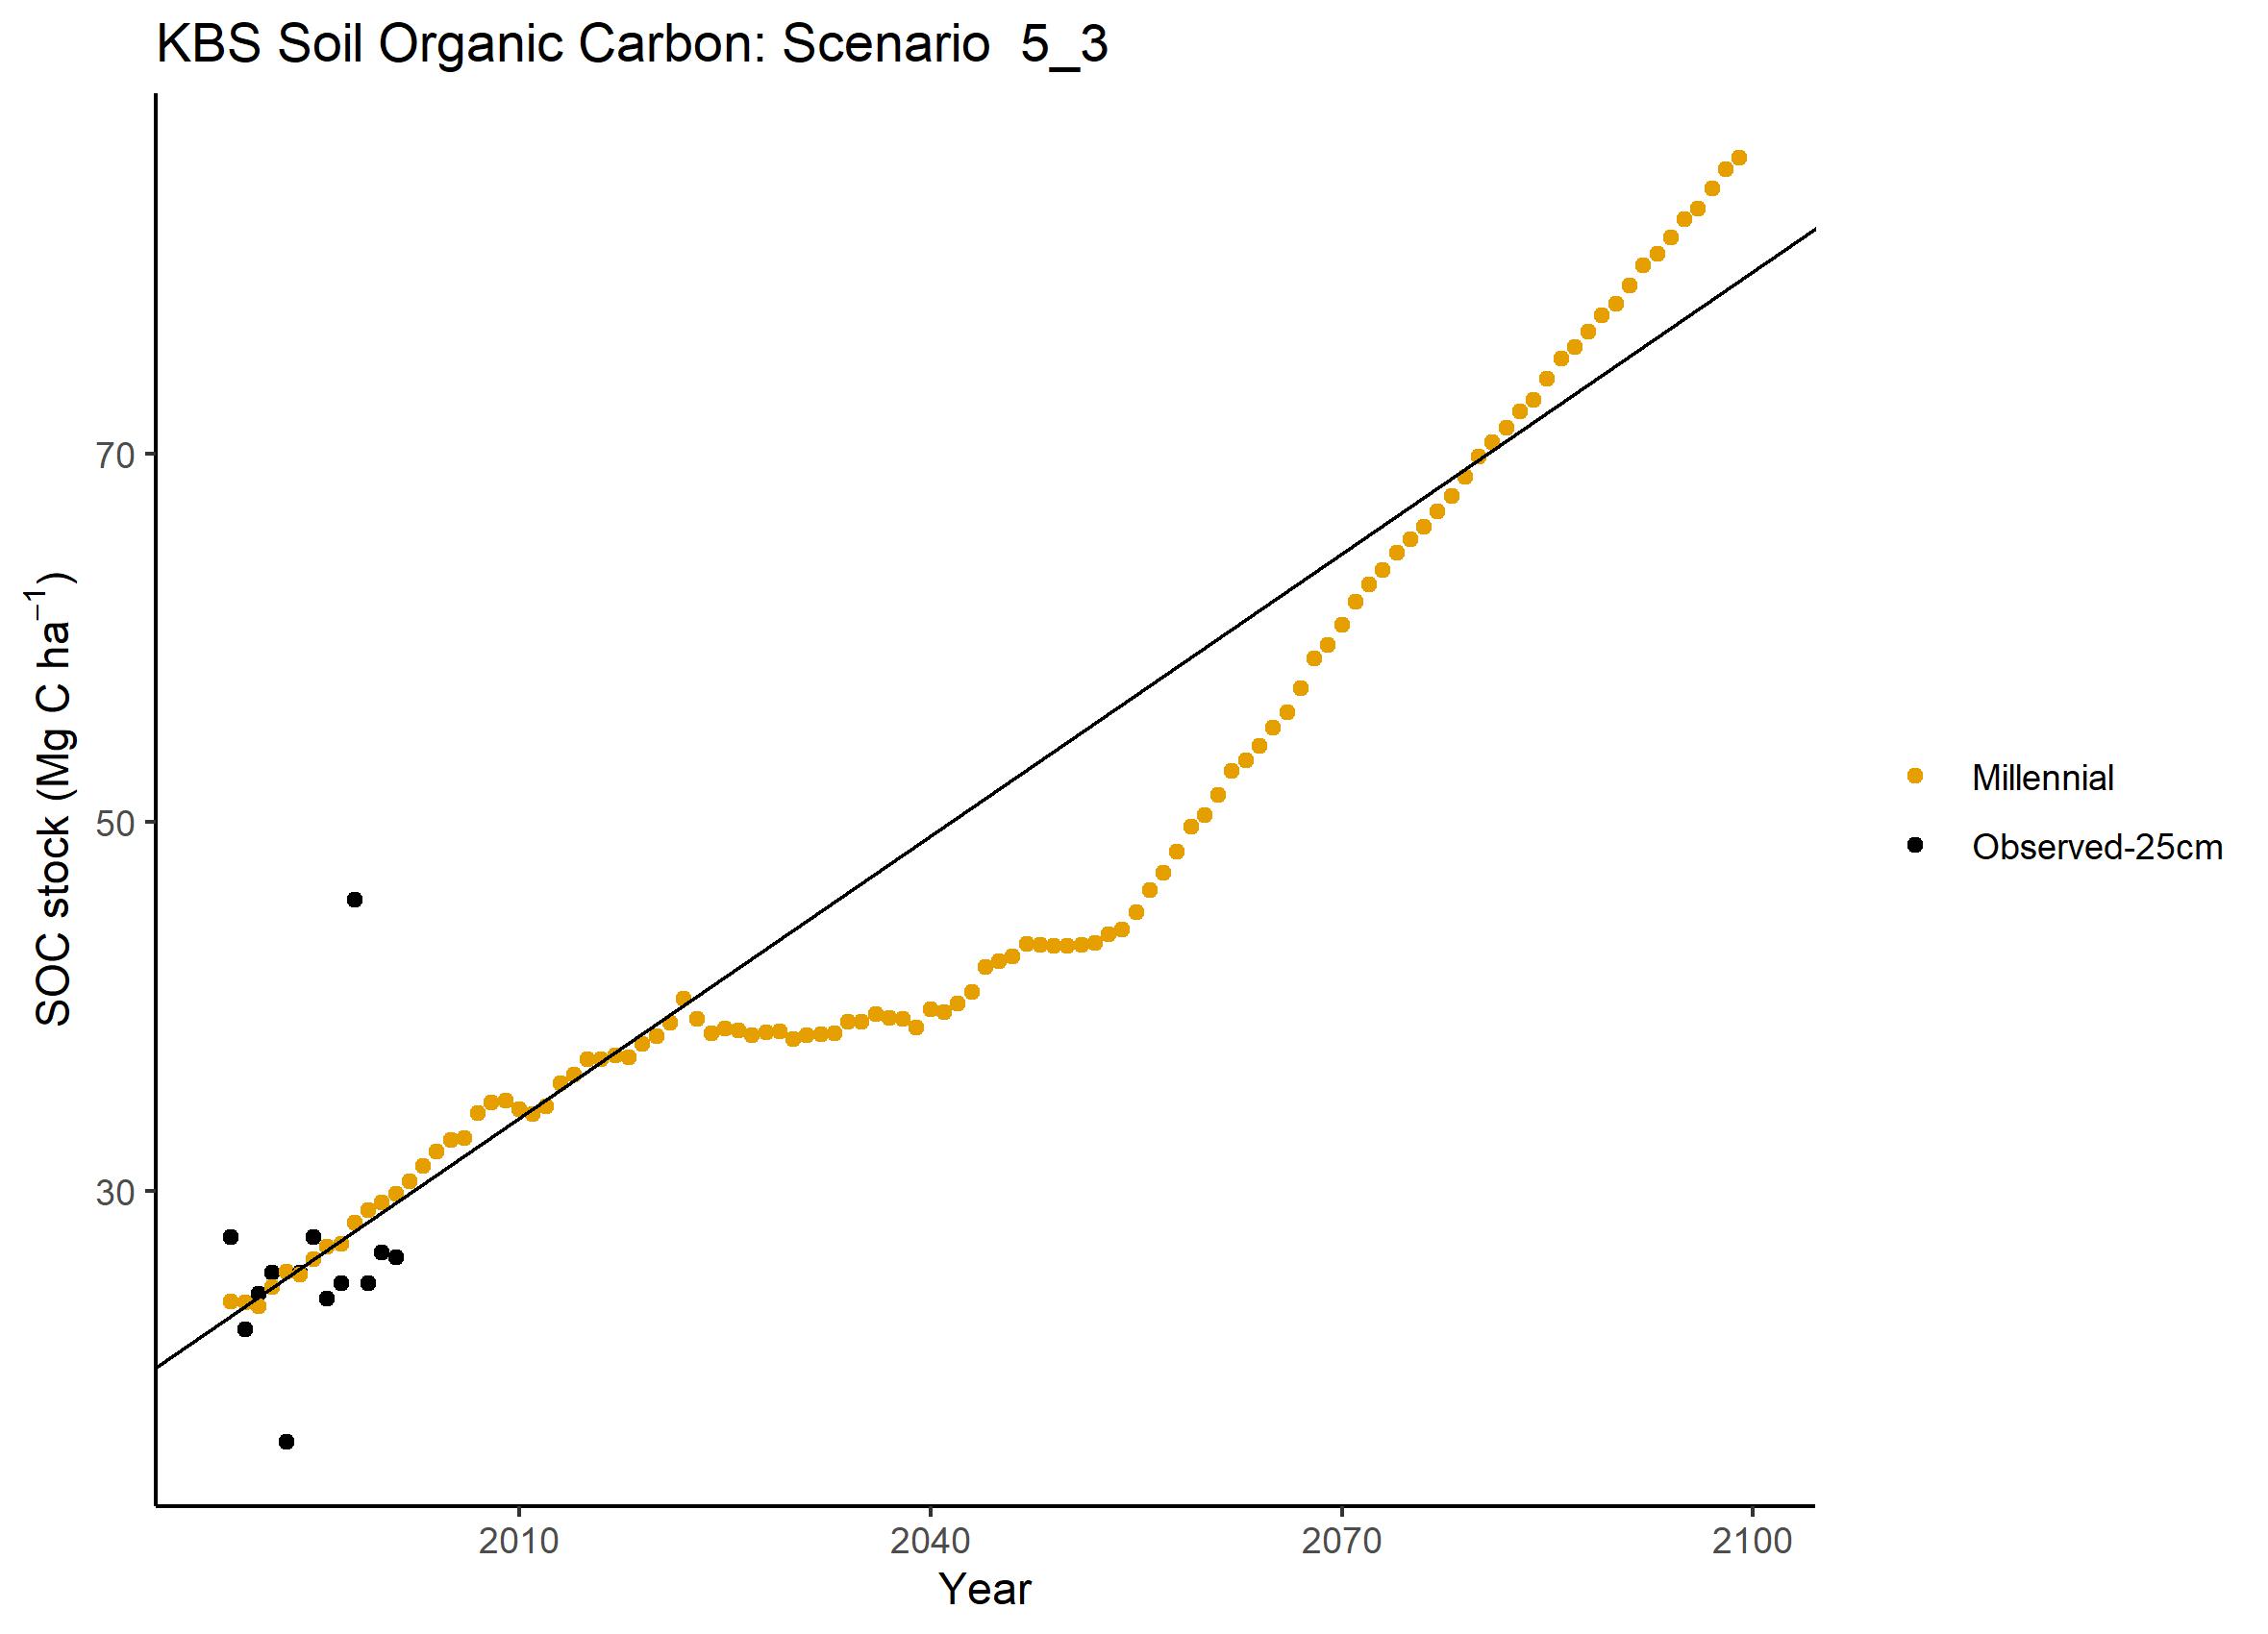 KBS Soil Organic Carbon: Scenario  5_3
SOC stock (Mg C ha⁻¹)
70
50
30
2010
2040
2070
2100
Year
Millennial
Observed-25cm